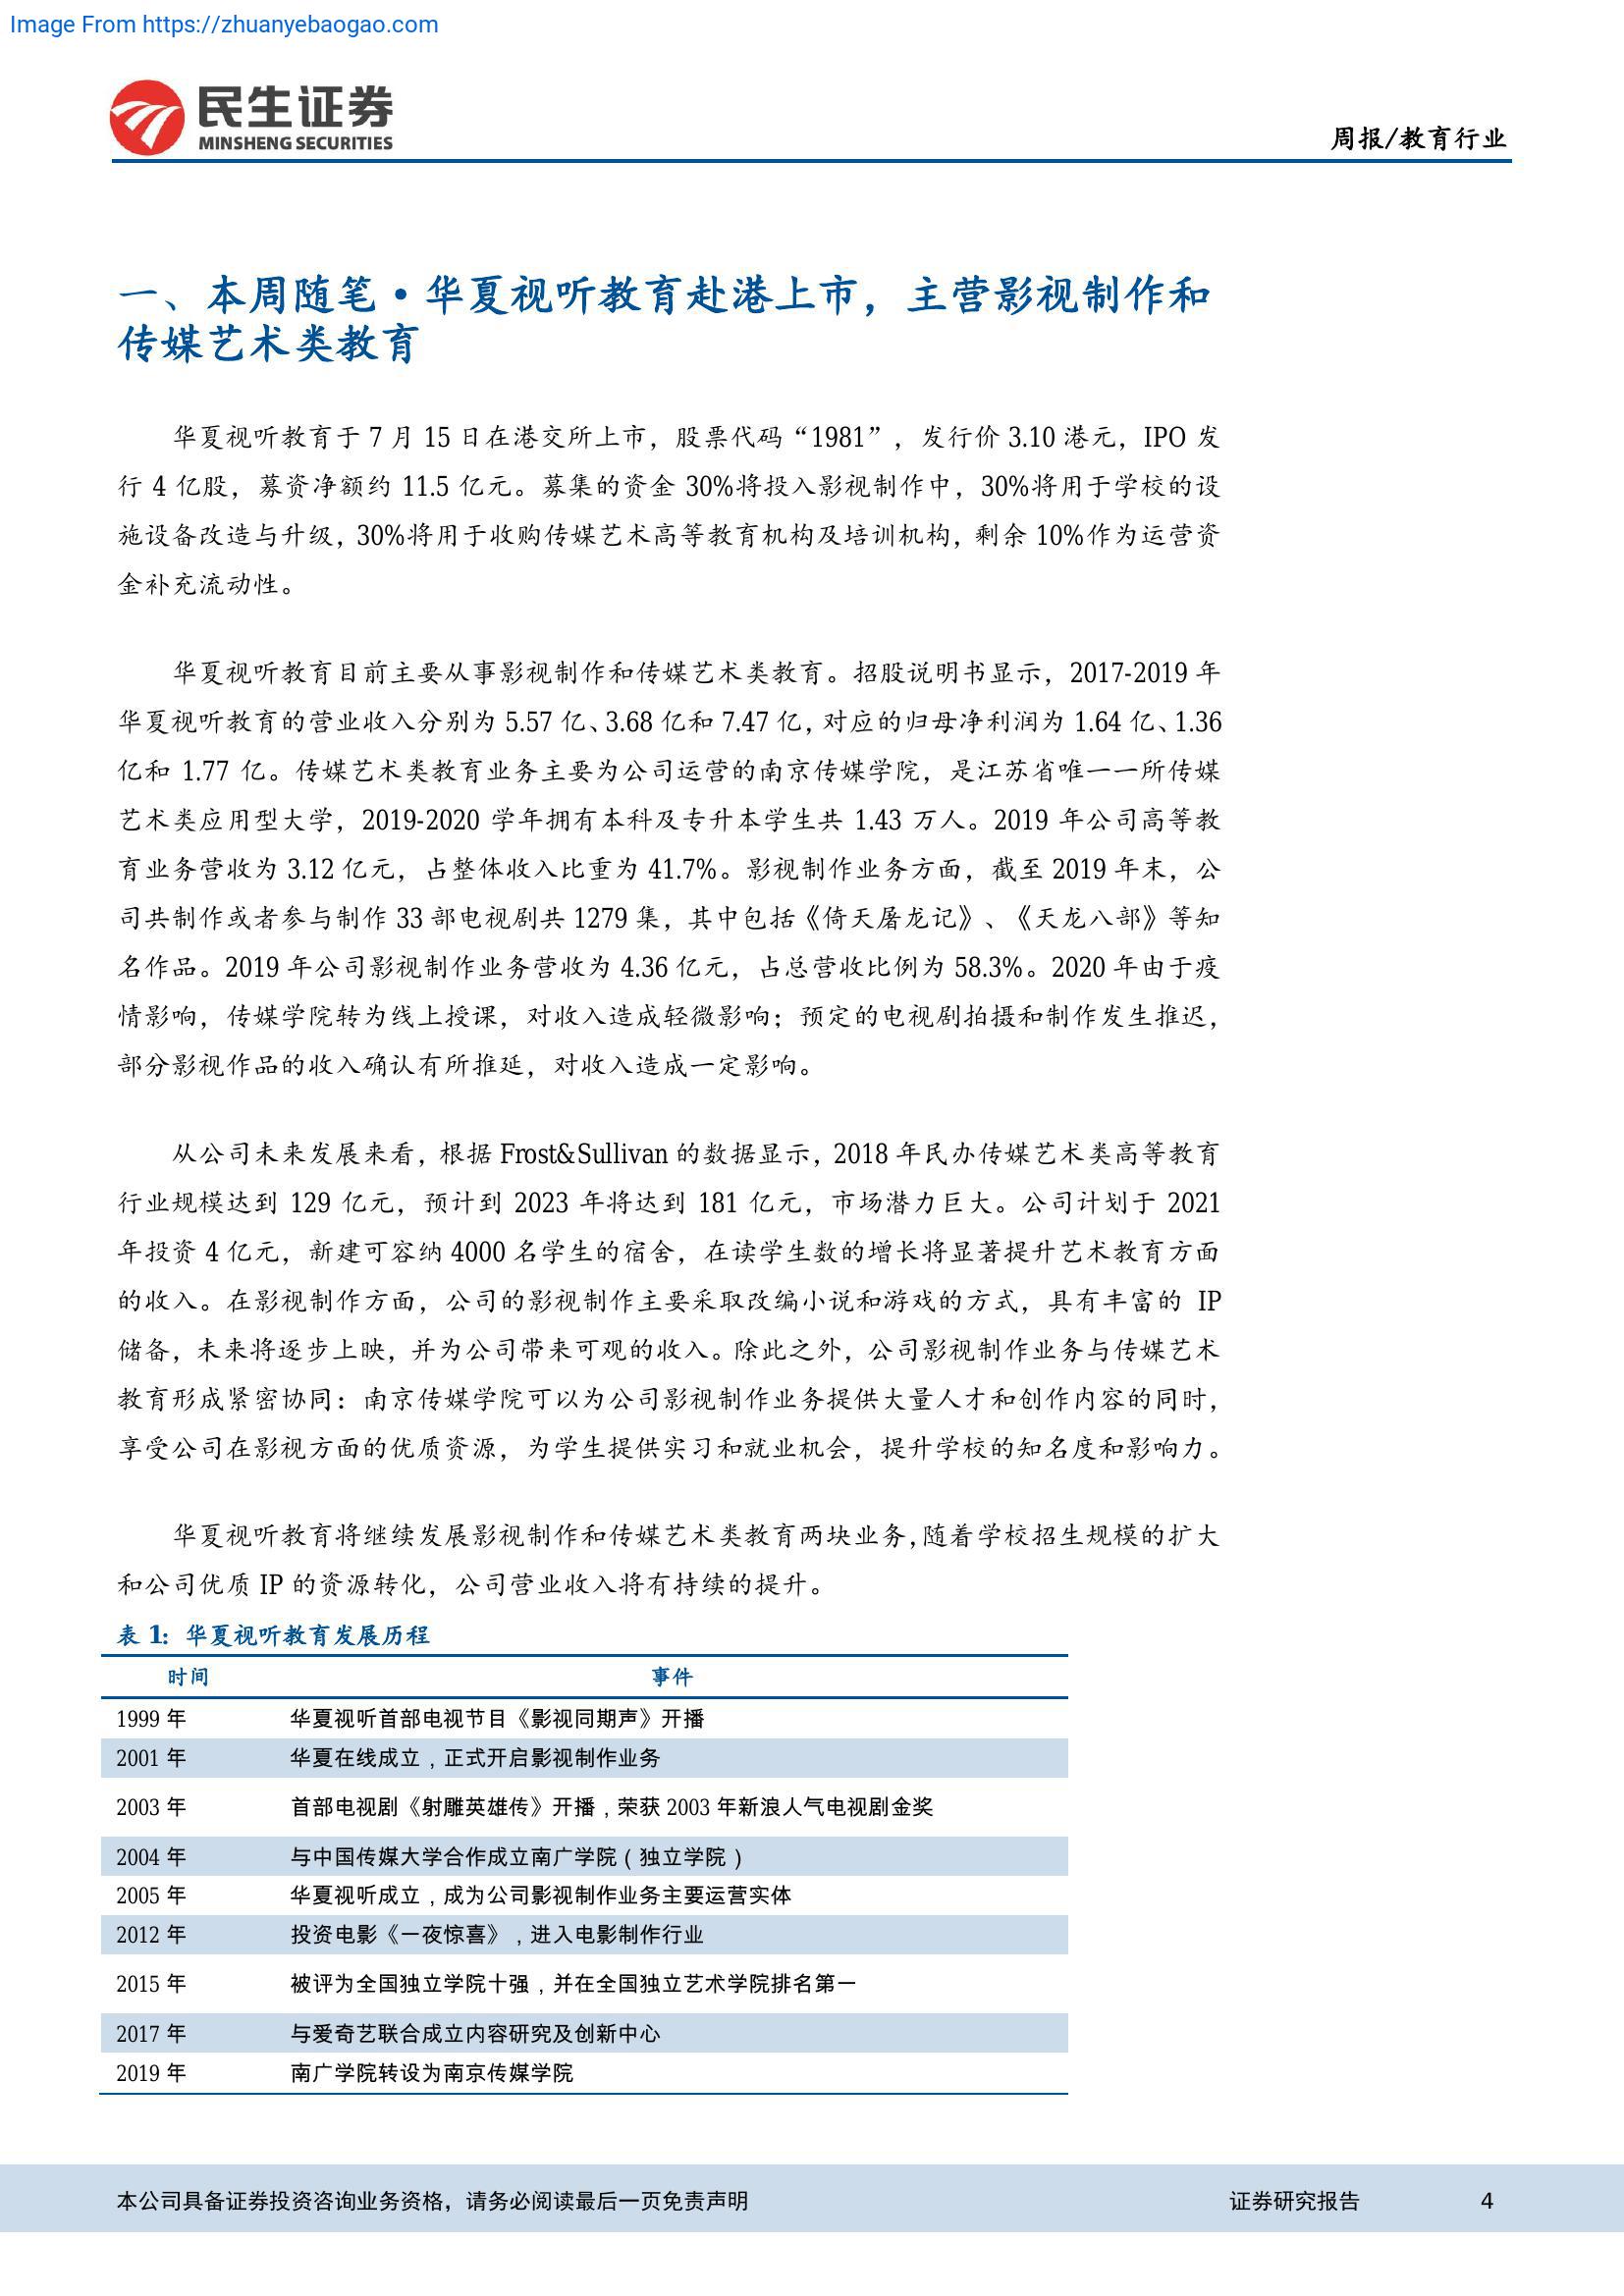 Image From https://zhuanyebaogao.com
民生证券
MINSHENG SECURITIES
周报/教育行业
一、本周随笔•华夏视听教育赴港上市，主营影视制作和
传媒艺术类教育
华夏视听教育于 7 月 15 日在港交所上市，股票代码“1981”，发行价 3.10 港元，IPO 发
行 4 亿股，募资净额约 11.5 亿元。募集的资金 30%将投入影视制作中，30%将用于学校的设
施设备改造与升级，30%将用于收购传媒艺术高等教育机构及培训机构，剩余 10%作为运营资
金补充流动性。
华夏视听教育目前主要从事影视制作和传媒艺术类教育。招股说明书显示，2017-2019 年
华夏视听教育的营业收入分别为 5.57 亿、3.68 亿和 7.47 亿，对应的归母净利润为 1.64 亿、1.36
亿和 1.77 亿。传媒艺术类教育业务主要为公司运营的南京传媒学院，是江苏省唯一一所传媒
艺术类应用型大学，2019-2020 学年拥有本科及专升本学生共 1.43 万人。2019 年公司高等教
育业务营收为 3.12 亿元，占整体收入比重为 41.7%。影视制作业务方面，截至 2019 年末，公
司共制作或者参与制作 33 部电视剧共 1279 集，其中包括《倚天屠龙记》、《天龙八部》等知
名作品。2019 年公司影视制作业务营收为 4.36 亿元，占总营收比例为 58.3%。2020 年由于疫
情影响，传媒学院转为线上授课，对收入造成轻微影响；预定的电视剧拍摄和制作发生推迟，
部分影视作品的收入确认有所推延，对收入造成一定影响。
从公司未来发展来看，根据 Frost&Sullivan 的数据显示，2018 年民办传媒艺术类高等教育
行业规模达到 129 亿元，预计到 2023 年将达到 181 亿元，市场潜力巨大。公司计划于 2021
年投资 4 亿元，新建可容纳 4000 名学生的宿舍，在读学生数的增长将显著提升艺术教育方面
的收入。在影视制作方面，公司的影视制作主要采取改编小说和游戏的方式，具有丰富的 IP
储备，未来将逐步上映，并为公司带来可观的收入。除此之外，公司影视制作业务与传媒艺术
教育形成紧密协同：南京传媒学院可以为公司影视制作业务提供大量人才和创作内容的同时，
享受公司在影视方面的优质资源，为学生提供实习和就业机会，提升学校的知名度和影响力。
华夏视听教育将继续发展影视制作和传媒艺术类教育两块业务，随着学校招生规模的扩大
和公司优质 IP 的资源转化，公司营业收入将有持续的提升。
表 1：华夏视听教育发展历程
时间 事件
1999 年 华夏视听首部电视节目《影视同期声》开播
2001 年 华夏在线成立，正式开启影视制作业务
2003 年 首部电视剧《射雕英雄传》开播，荣获 2003 年新浪人气电视剧金奖
2004 年 与中国传媒大学合作成立南广学院（独立学院）
2005 年 华夏视听成立，成为公司影视制作业务主要运营实体
2012 年 投资电影《一夜惊喜》，进入电影制作行业
2015 年 被评为全国独立学院十强，并在全国独立艺术学院排名第一
2017 年 与爱奇艺联合成立内容研究及创新中心
2019 年 南广学院转设为南京传媒学院
本公司具备证券投资咨询业务资格，请务必阅读最后一页免责声明 证券研究报告 4